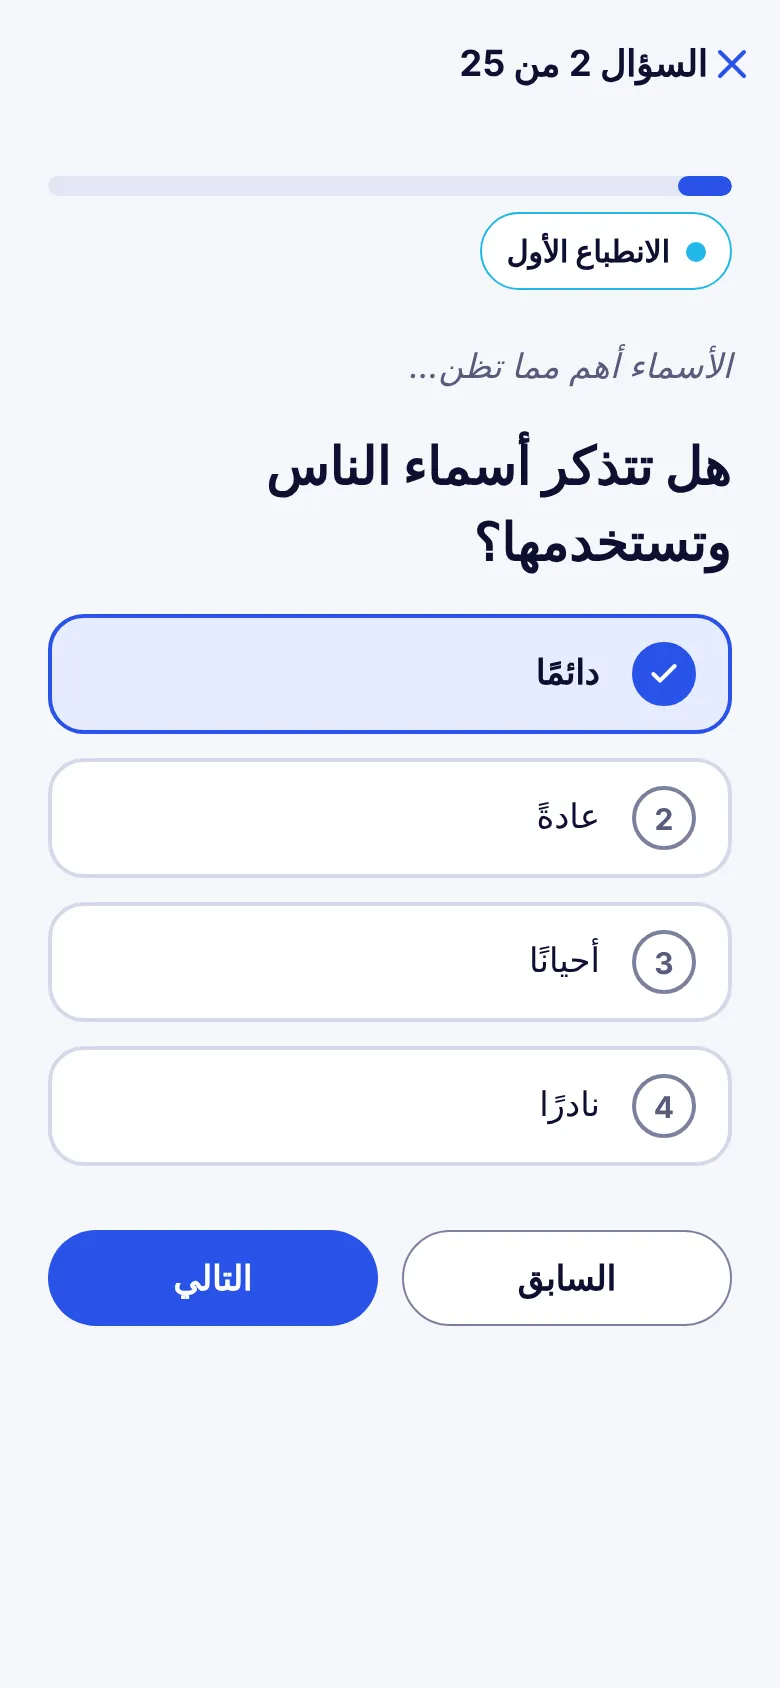 السؤال 2 من 25
الانطباع الأول
الأسماء أهم مما تظن...
هل تتذكر أسماء الناس
وتستخدمها؟
دائمًا
2 عادةً
3 أحيانًا
4 نادرًا
السابق
التالي